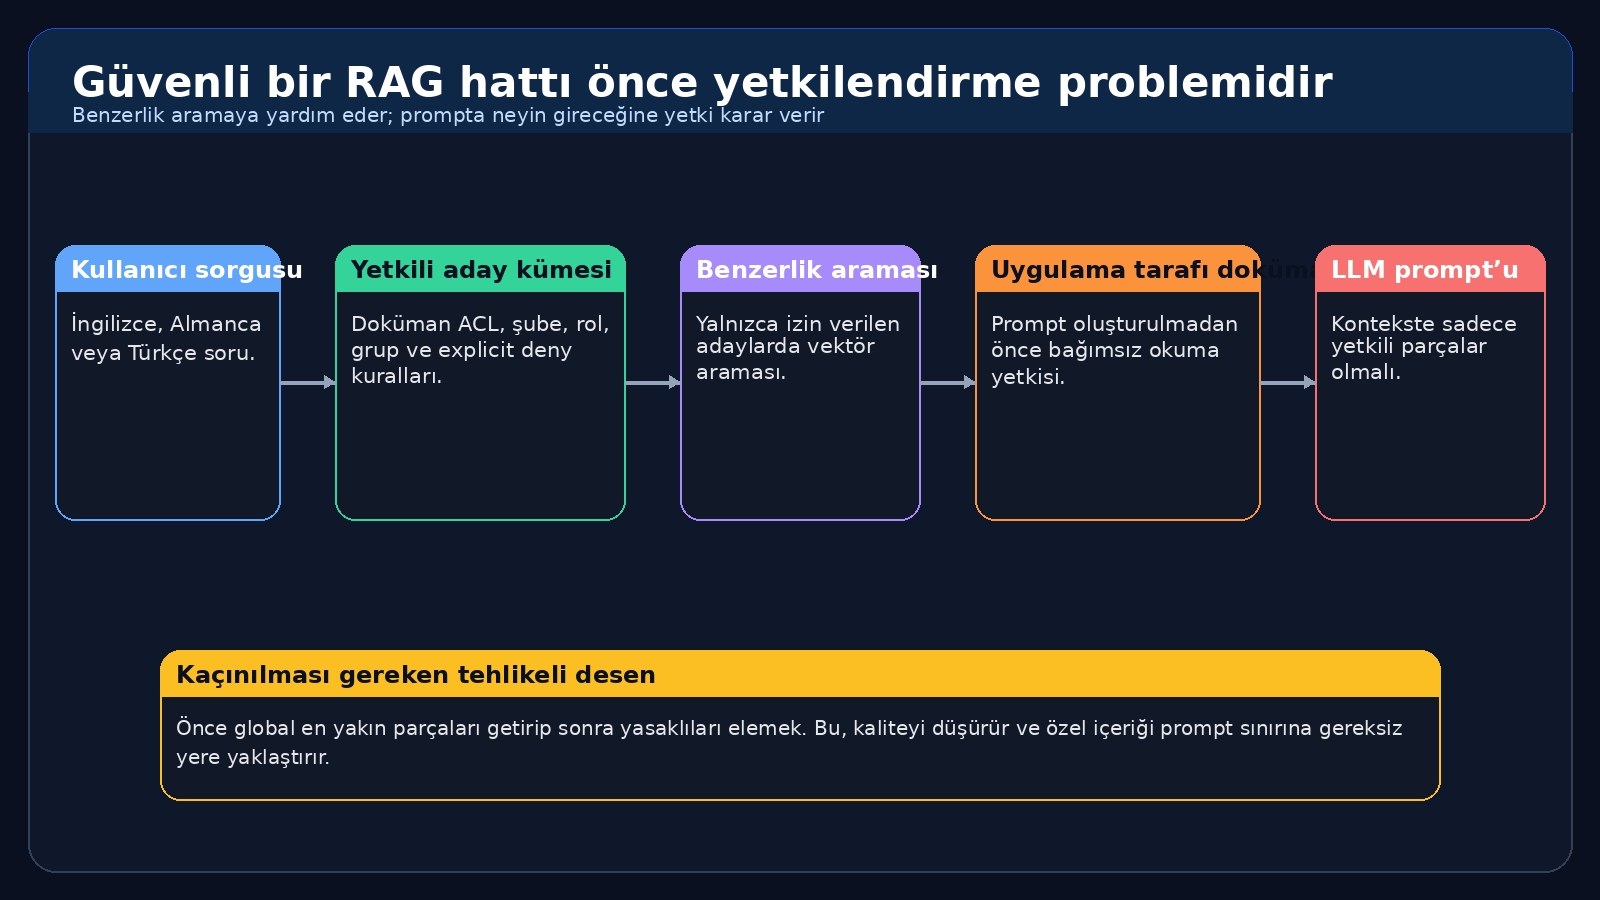 Güvenli bir RAG hattı önce yetkilendirme problemidir
Benzerlik aramaya yardım eder; prompta neyin gireceğine yetki karar verir
Kullanıcı sorgusu
İngilizce, Almanca
veya Türkçe soru.
Yetkili aday kümesi
Doküman ACL, şube, rol,
grup ve explicit deny
kuralları.
Benzerlik araması
Yalnızca izin verilen
adaylarda vektör
araması.
Uygulama tarafı
Prompt oluşturulmadan
önce bağımsız okuma
yetkisi.
LLM prompt’u
Kontekste sadece
yetkili parçalar
olmalı.
Kaçınılması gereken tehlikeli desen
Önce global en yakın parçaları getirip sonra yasaklıları elemek. Bu, kaliteyi düşürür ve özel içeriği prompt sınırına gereksiz
yere yaklaştırır.